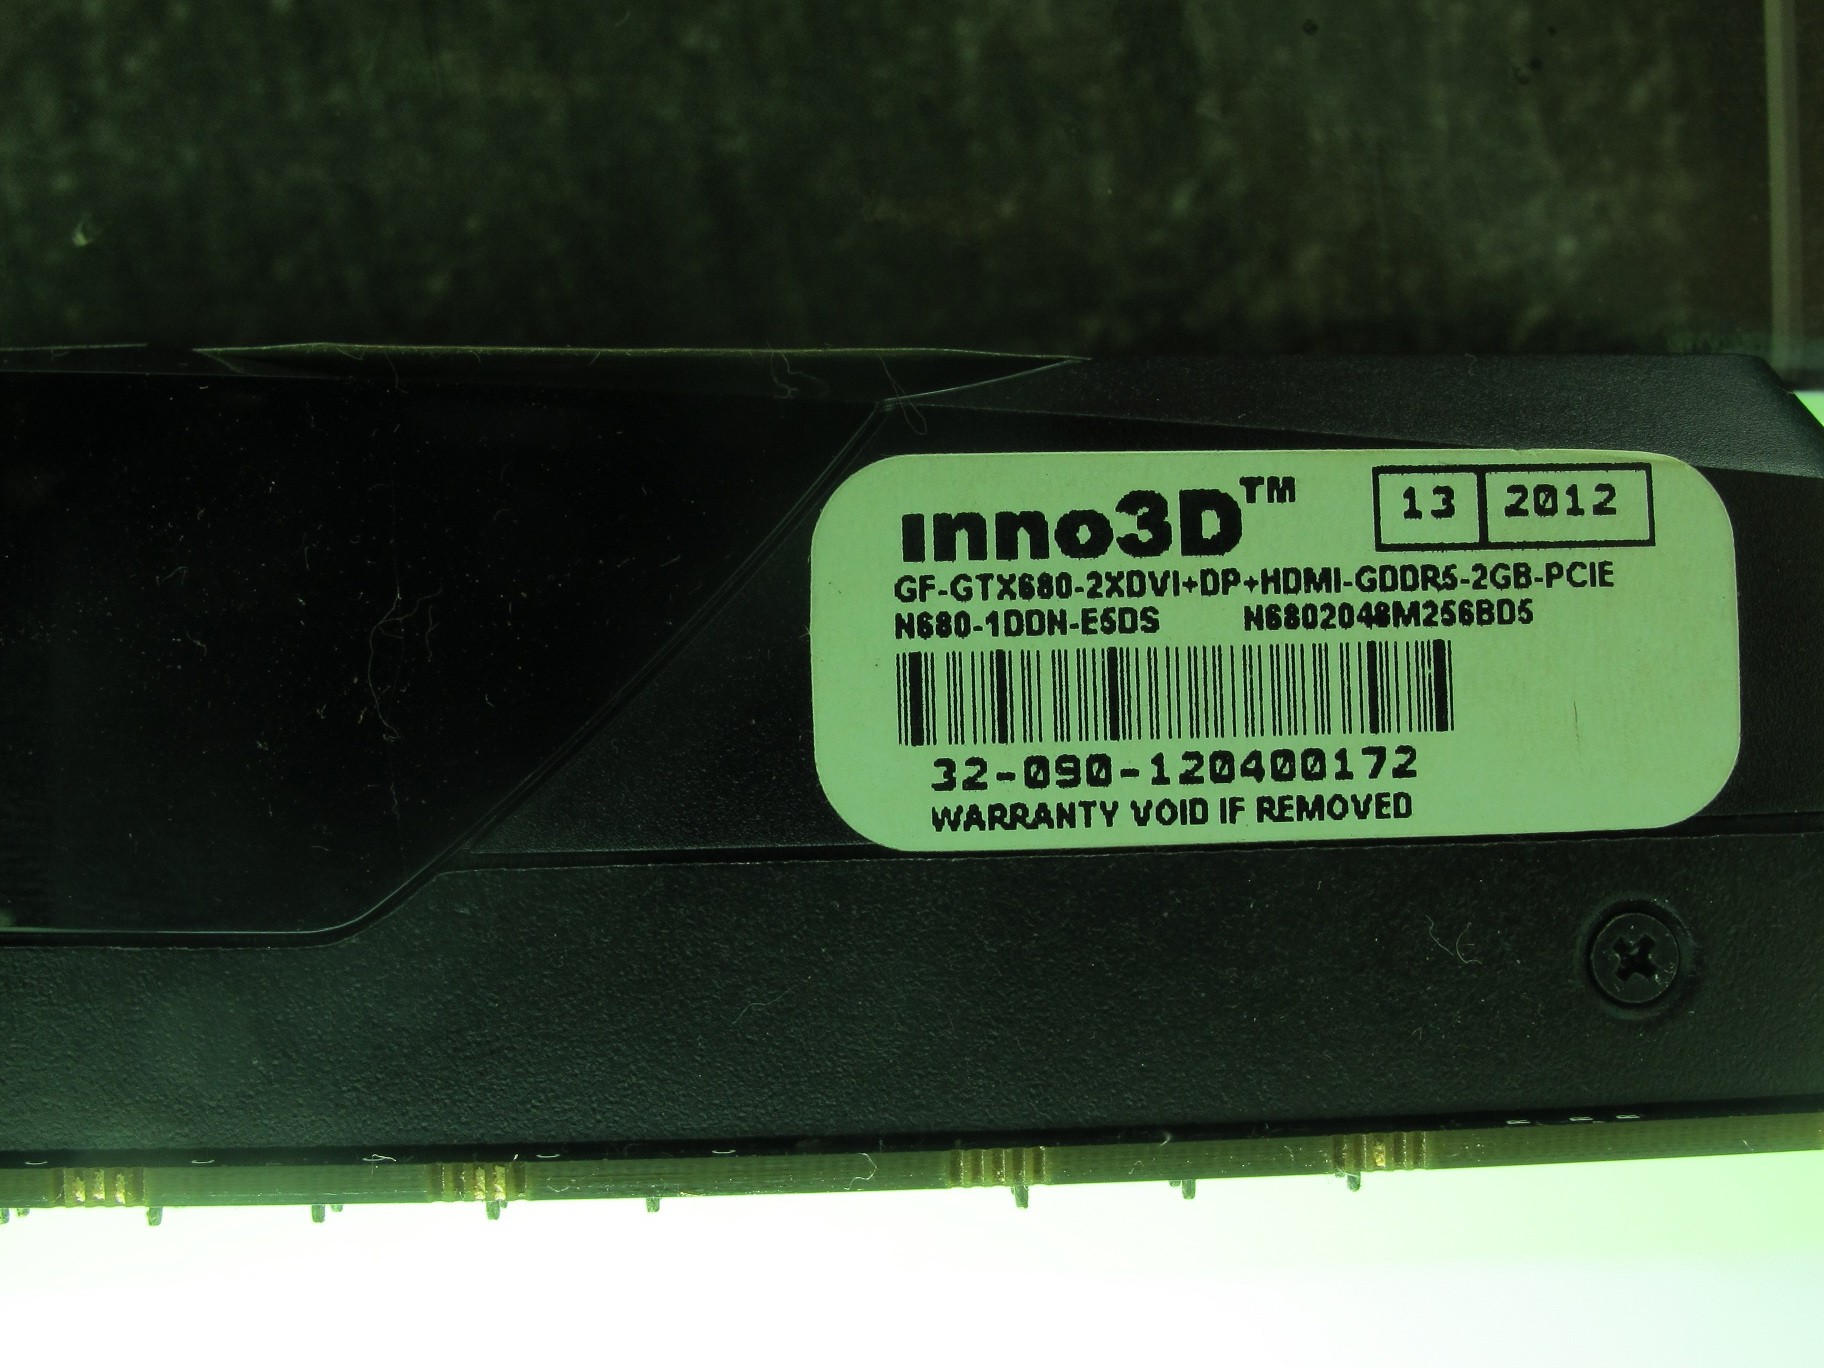 inno3D™
13 2012
GF-GTX680-2XDVI+DP+HDMI-GDDR5-2GB-PCIE
N680-1DDN-E5DS N6802048M256BD5
32-090-120400172
WARRANTY VOID IF REMOVED